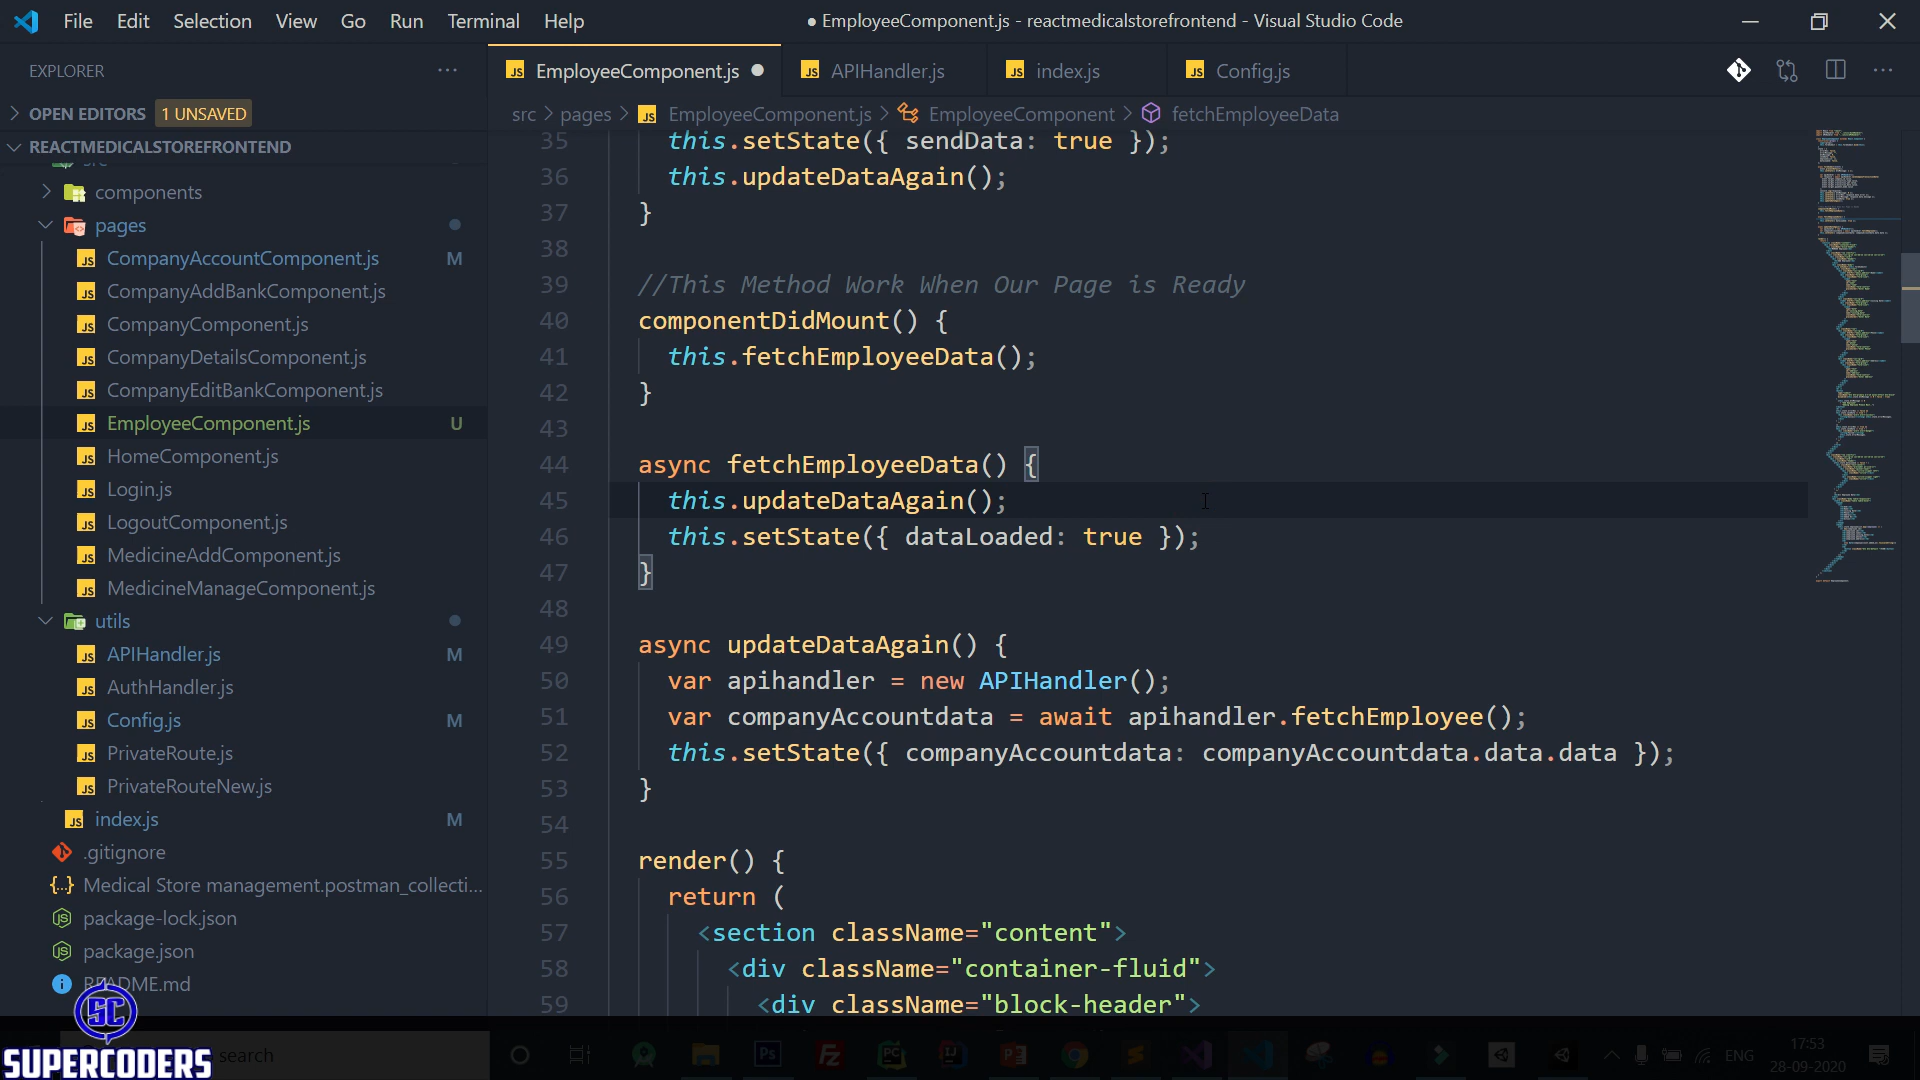 File Edit Selection View Go Run Terminal Help
● EmployeeComponent.js - reactmedicalstorefrontend - Visual Studio Code
EXPLORER
OPEN EDITORS 1 UNSAVED
REACTMEDICALSTOREFRONTEND
src
components
pages
CompanyAccountComponent.js M
CompanyAddBankComponent.js
CompanyComponent.js
CompanyDetailsComponent.js
CompanyEditBankComponent.js
EmployeeComponent.js U
HomeComponent.js
Login.js
LogoutComponent.js
MedicineAddComponent.js
MedicineManageComponent.js
utils
APIHandler.js M
AuthHandler.js
Config.js M
PrivateRoute.js
PrivateRouteNew.js
index.js M
.gitignore
Medical Store management.postman_collecti...
package-lock.json
package.json
README.md
EmployeeComponent.js APIHandler.js index.js Config.js
src > pages > EmployeeComponent.js > EmployeeComponent > fetchEmployeeData
35 this.setState({ sendData: true });
36 this.updateDataAgain();
37 }
38
39 //This Method Work When Our Page is Ready
40 componentDidMount() {
41 this.fetchEmployeeData();
42 }
43
44 async fetchEmployeeData() {
45 this.updateDataAgain();
46 this.setState({ dataLoaded: true });
47 }
48
49 async updateDataAgain() {
50 var apihandler = new APIHandler();
51 var companyAccountdata = await apihandler.fetchEmployee();
52 this.setState({ companyAccountdata: companyAccountdata.data.data });
53 }
54
55 render() {
56 return (
57 <section className="content">
58 <div className="container-fluid">
59 <div className="block-header">
SC
SUPERCODERS
search
ENG
17:53
28-09-2020